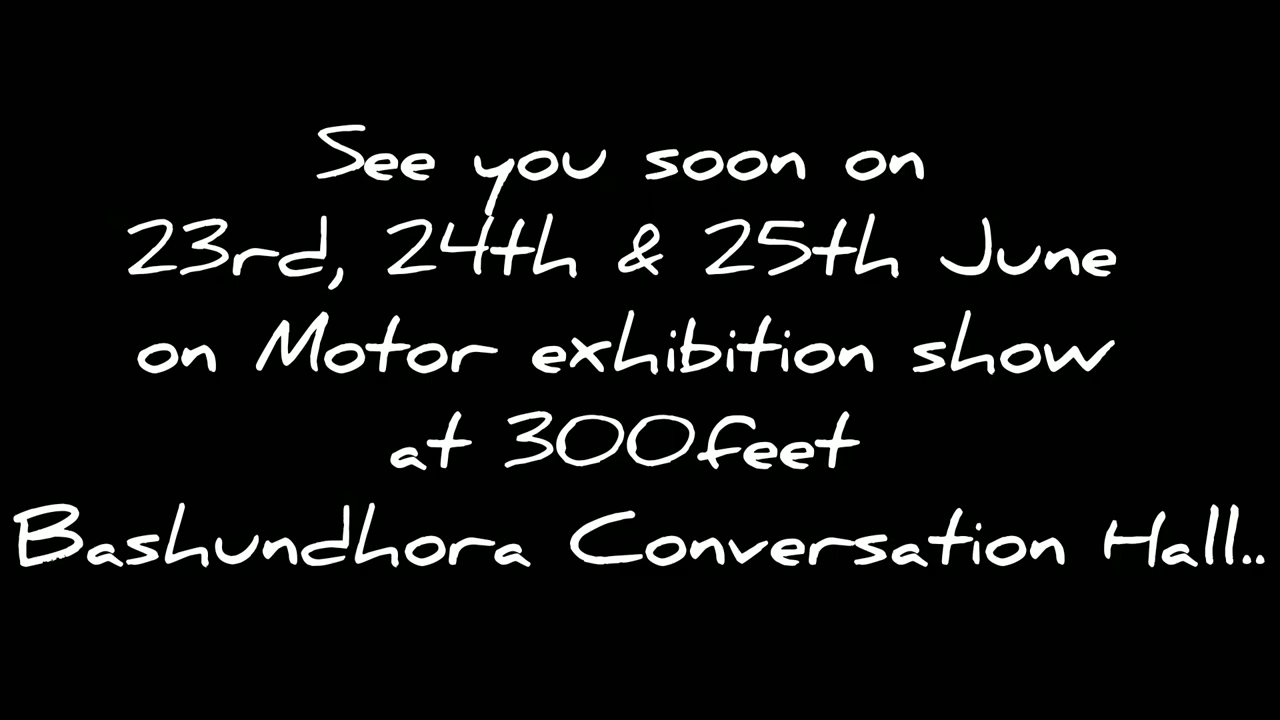 See you soon on
23rd, 24th & 25th June
on Motor exhibition show
at 300feet
Bashundhora Conversation Hall..